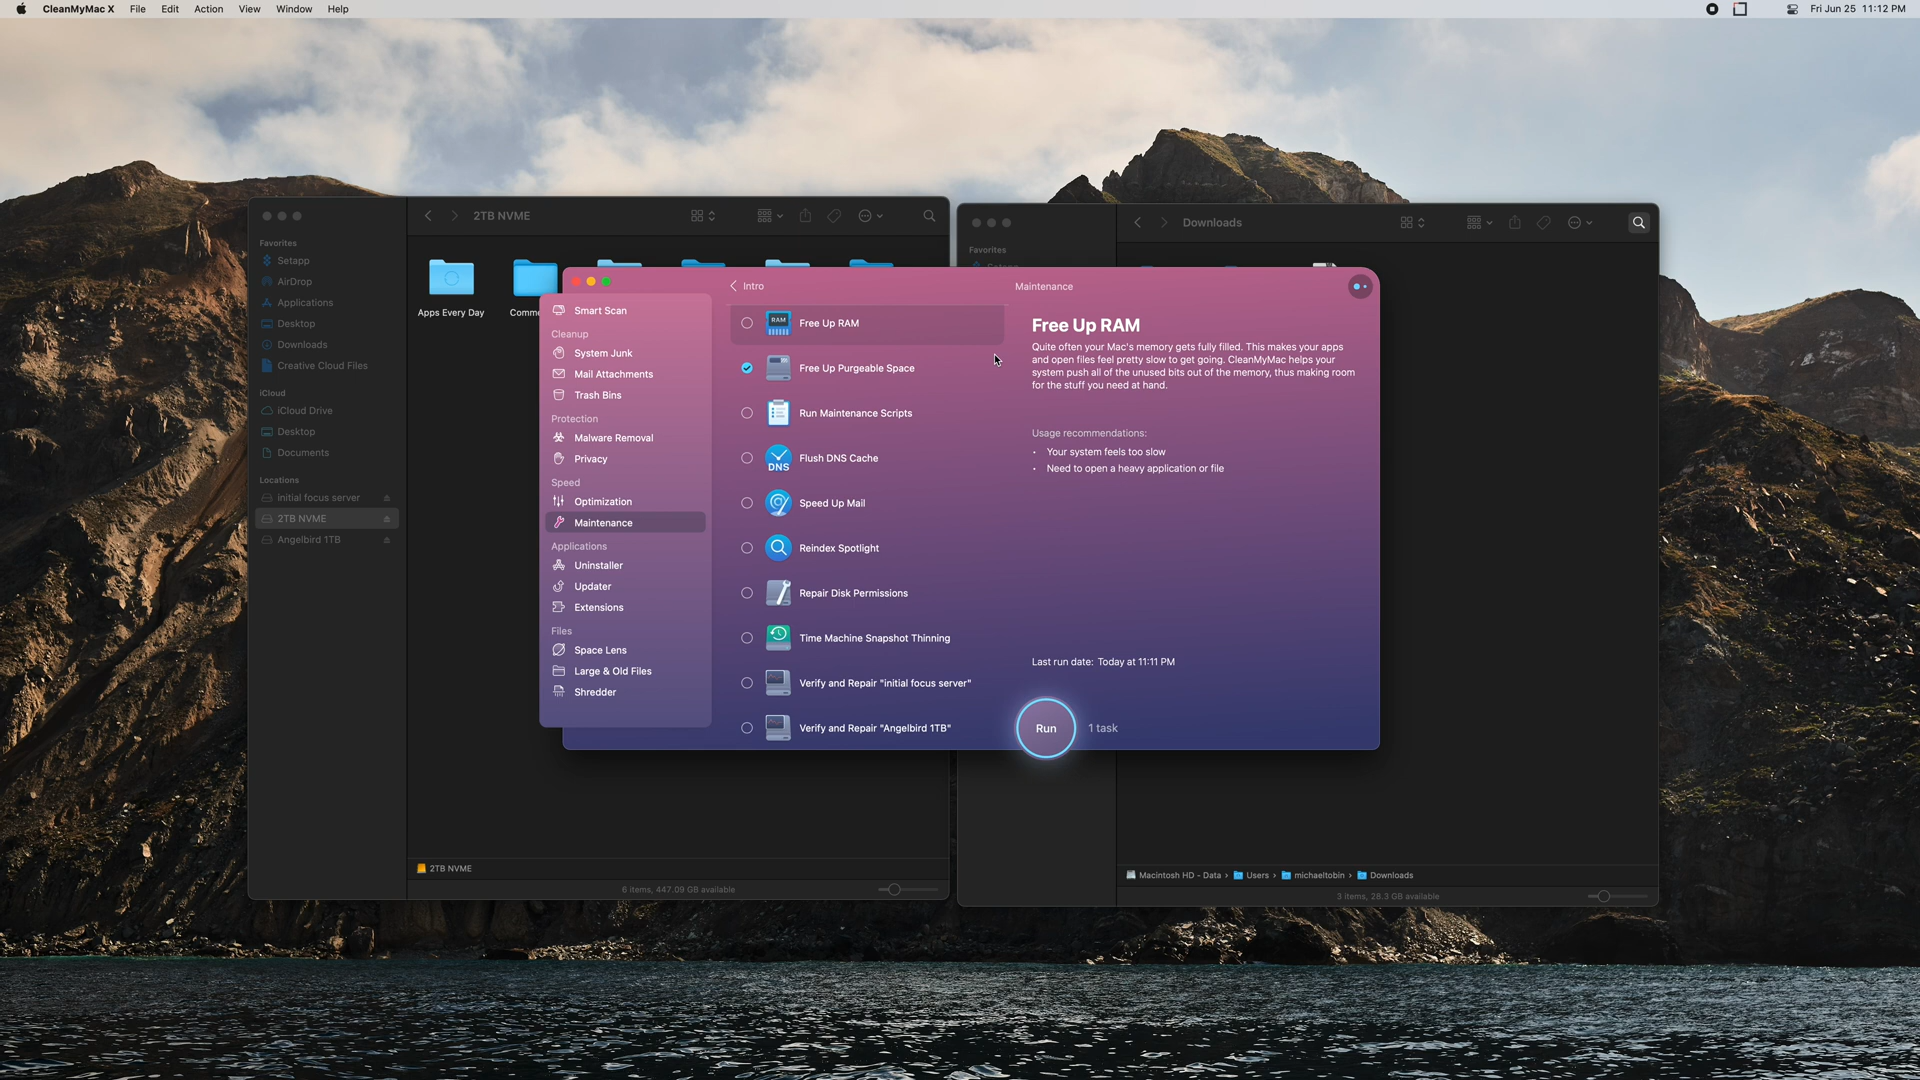 CleanMyMac X File Edit Action View Window Help
Fri Jun 25 11:12 PM
2TB NVME
Favorites
Setapp
AirDrop
Applications
Desktop
Downloads
Creative Cloud Files
iCloud
iCloud Drive
Desktop
Documents
Locations
initial focus server
2TB NVME
Angelbird 1TB
Apps Every Day
2TB NVME
6 items, 447.09 GB available
Downloads
Favorites
Macintosh HD - Data › Users › michaeltobin › Downloads
3 items, 28.3 GB available
Smart Scan
Cleanup
System Junk
Mail Attachments
Trash Bins
Protection
Malware Removal
Privacy
Speed
Optimization
Maintenance
Applications
Uninstaller
Updater
Extensions
Files
Space Lens
Large & Old Files
Shredder
Intro
Maintenance
RAM
Free Up RAM
Free Up Purgeable Space
Run Maintenance Scripts
DNS
Flush DNS Cache
Speed Up Mail
Reindex Spotlight
Repair Disk Permissions
Time Machine Snapshot Thinning
Verify and Repair "initial focus server"
Verify and Repair "Angelbird 1TB"
Free Up RAM
Quite often your Mac's memory gets fully filled. This makes your apps
and open files feel pretty slow to get going. CleanMyMac helps your
system push all of the unused bits out of the memory, thus making room
for the stuff you need at hand.
Usage recommendations:
• Your system feels too slow
• Need to open a heavy application or file
Last run date: Today at 11:11 PM
Run
1 task